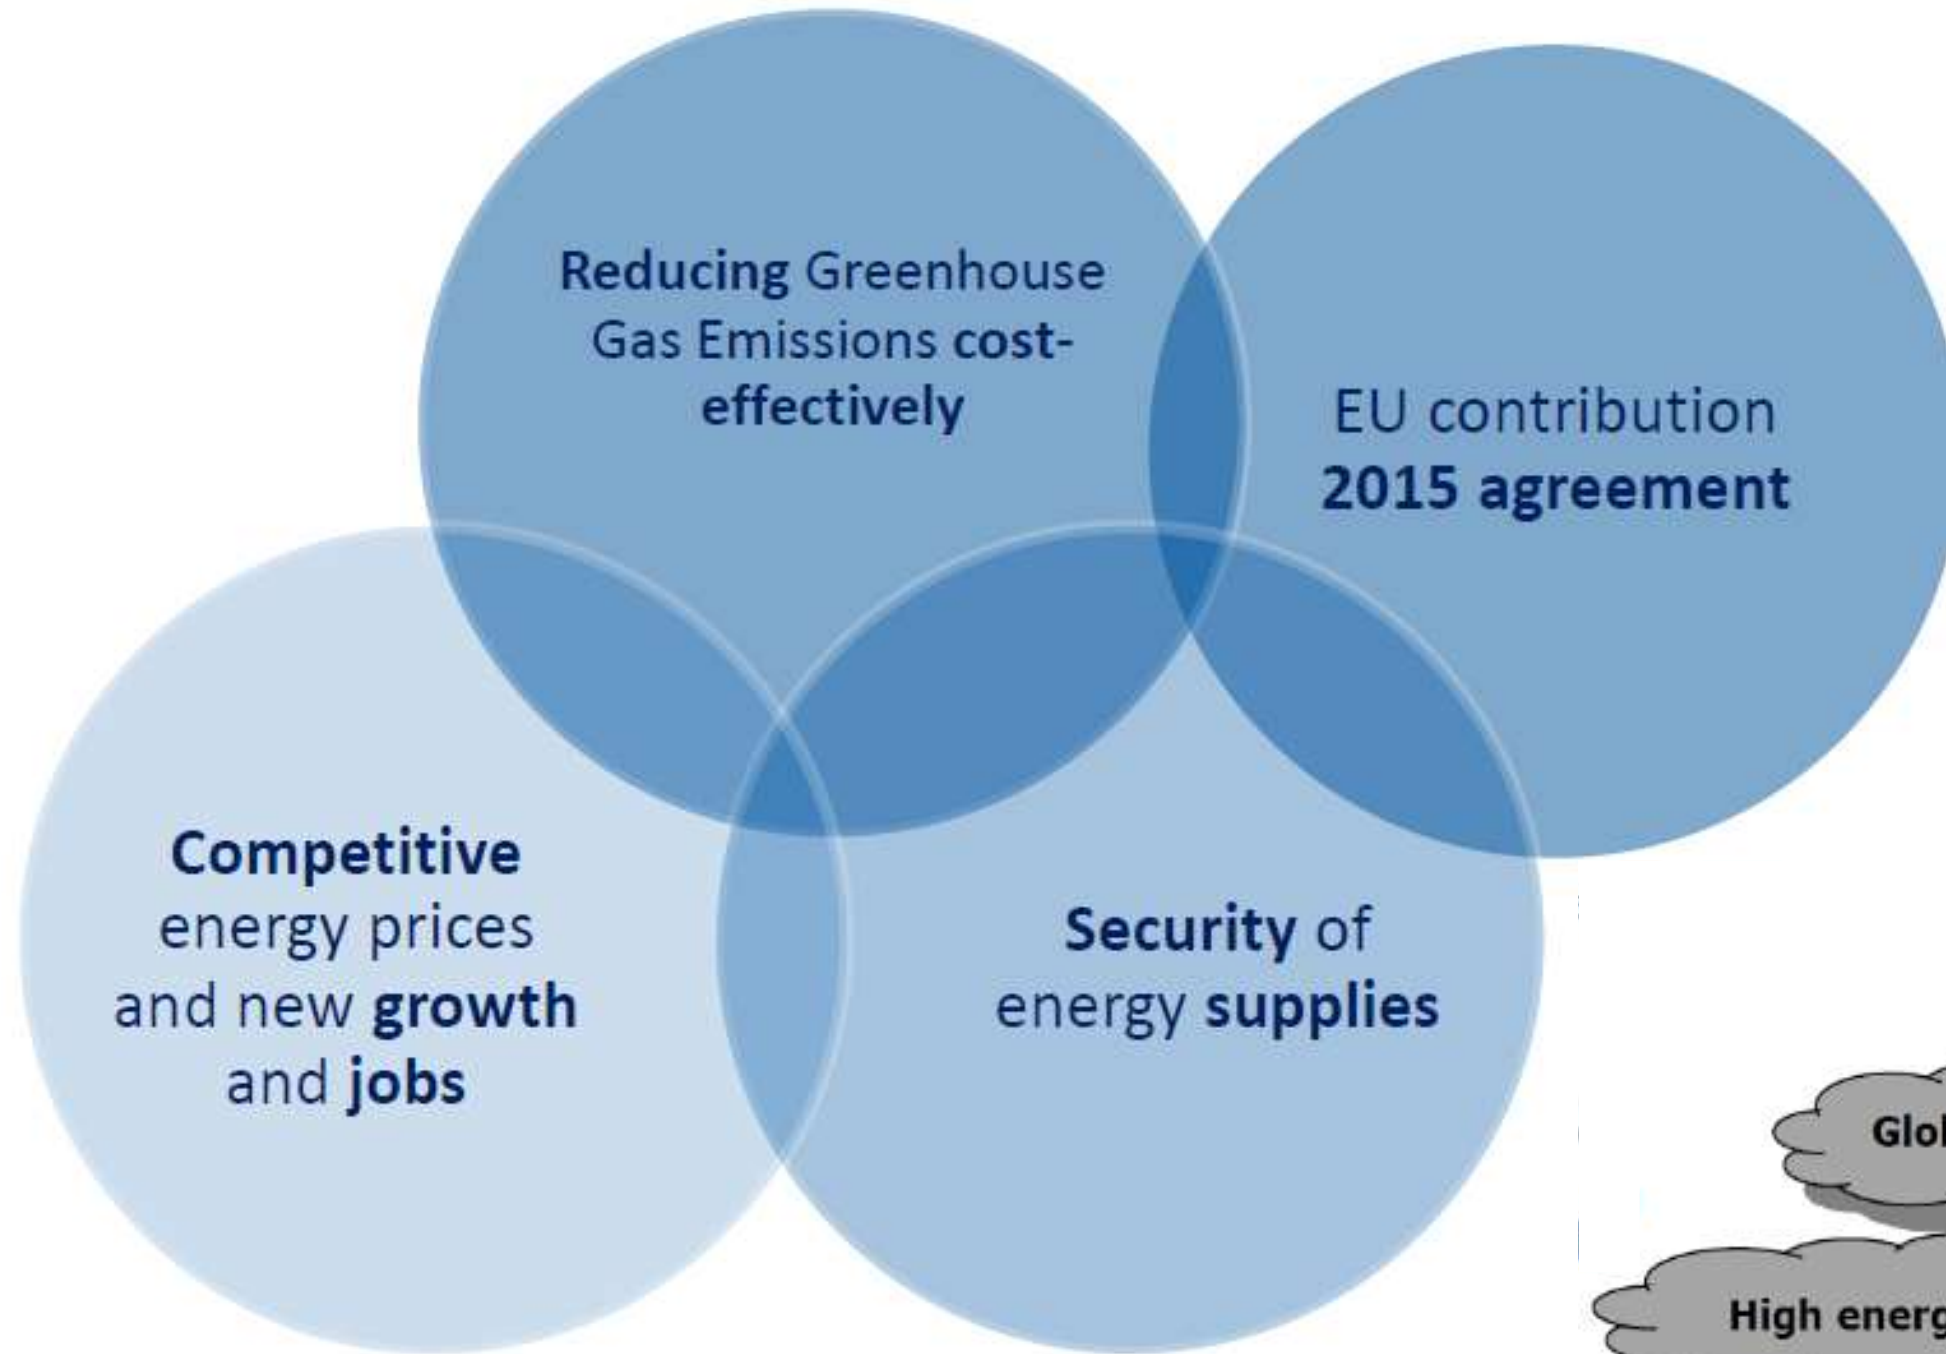 Reducing Greenhouse
Gas Emissions cost-
effectively
EU contribution
2015 agreement
Competitive
energy prices
and new growth
and jobs
Security of
energy supplies
High